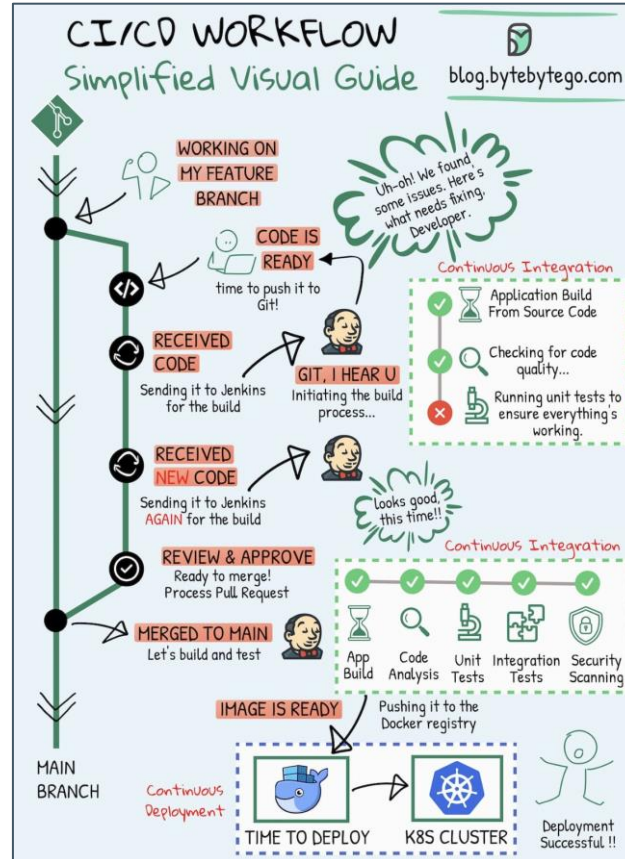 CI/CD WORKFLOW
Simplified Visual Guide
blog.bytebytego.com
WORKING ON
MY FEATURE
BRANCH
Uh-oh! We found
some issues. Here's
what needs fixing,
Developer.
CODE IS
READY
time to push it to
Git!
Continuous Integration
Application Build
From Source Code
Checking for code
quality...
Running unit tests to
ensure everything's
working.
RECEIVED
CODE
Sending it to Jenkins
for the build
GIT, I HEAR U
Initiating the build
process...
RECEIVED
NEW CODE
Sending it to Jenkins
AGAIN for the build
looks good,
this time!!
REVIEW & APPROVE
Ready to merge!
Process Pull Request
Continuous Integration
App
Build
Code
Analysis
Unit
Tests
Integration
Tests
Security
Scanning
MERGED TO MAIN
Let's build and test
IMAGE IS READY
Pushing it to the
Docker registry
MAIN
BRANCH
Continuous
Deployment
TIME TO DEPLOY
K8S CLUSTER
Deployment
Successful !!